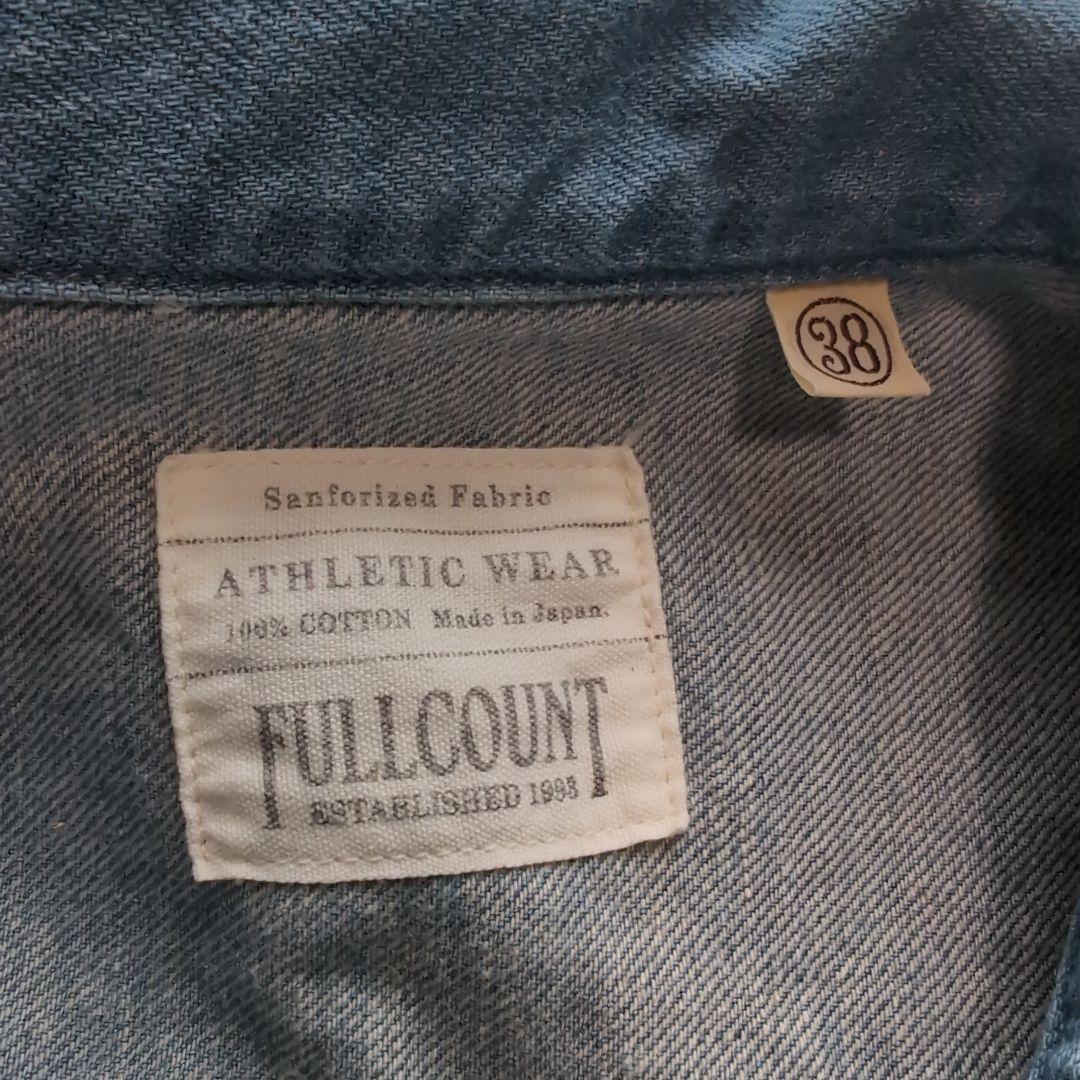 38
Sanforized Fabric
ATHLETIC WEAR
100% COTTON Made in Japan.
FULLCOUNT
ESTABLISHED 1993